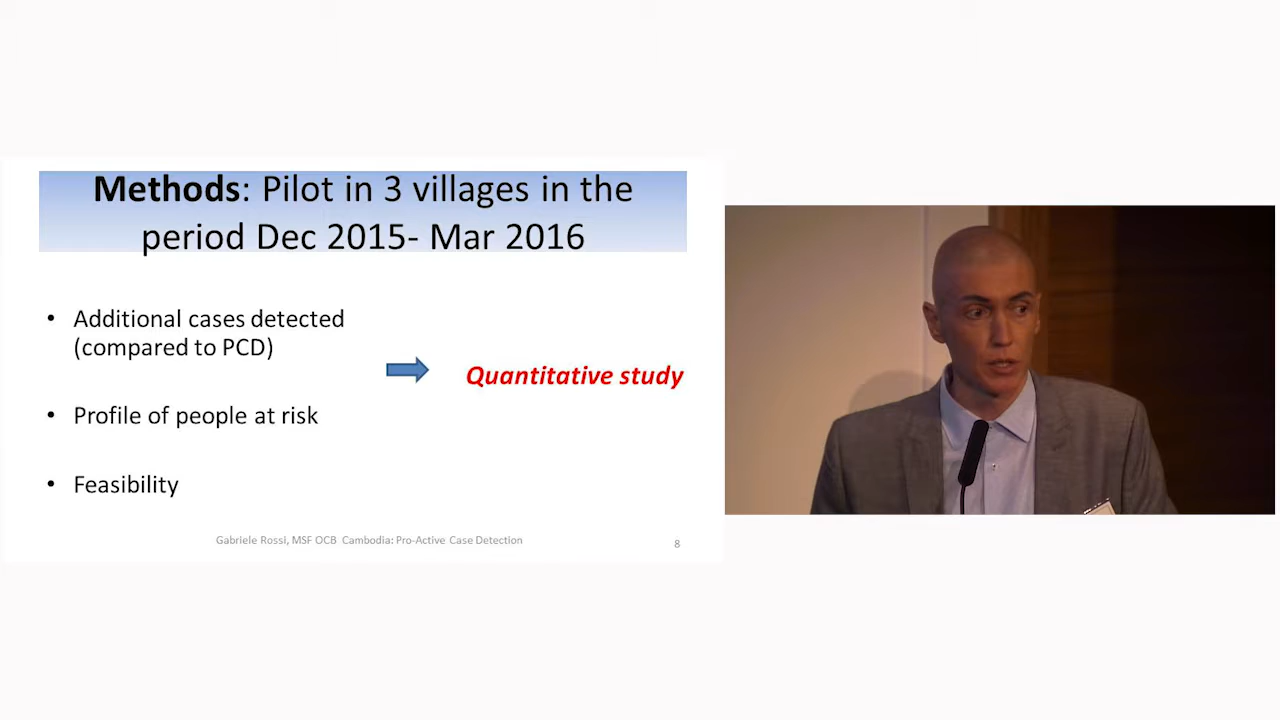 Methods: Pilot in 3 villages in the
period Dec 2015- Mar 2016
• Additional cases detected
(compared to PCD)
Quantitative study
• Profile of people at risk
• Feasibility
Gabriele Rossi, MSF OCB Cambodia: Pro-Active Case Detection
8